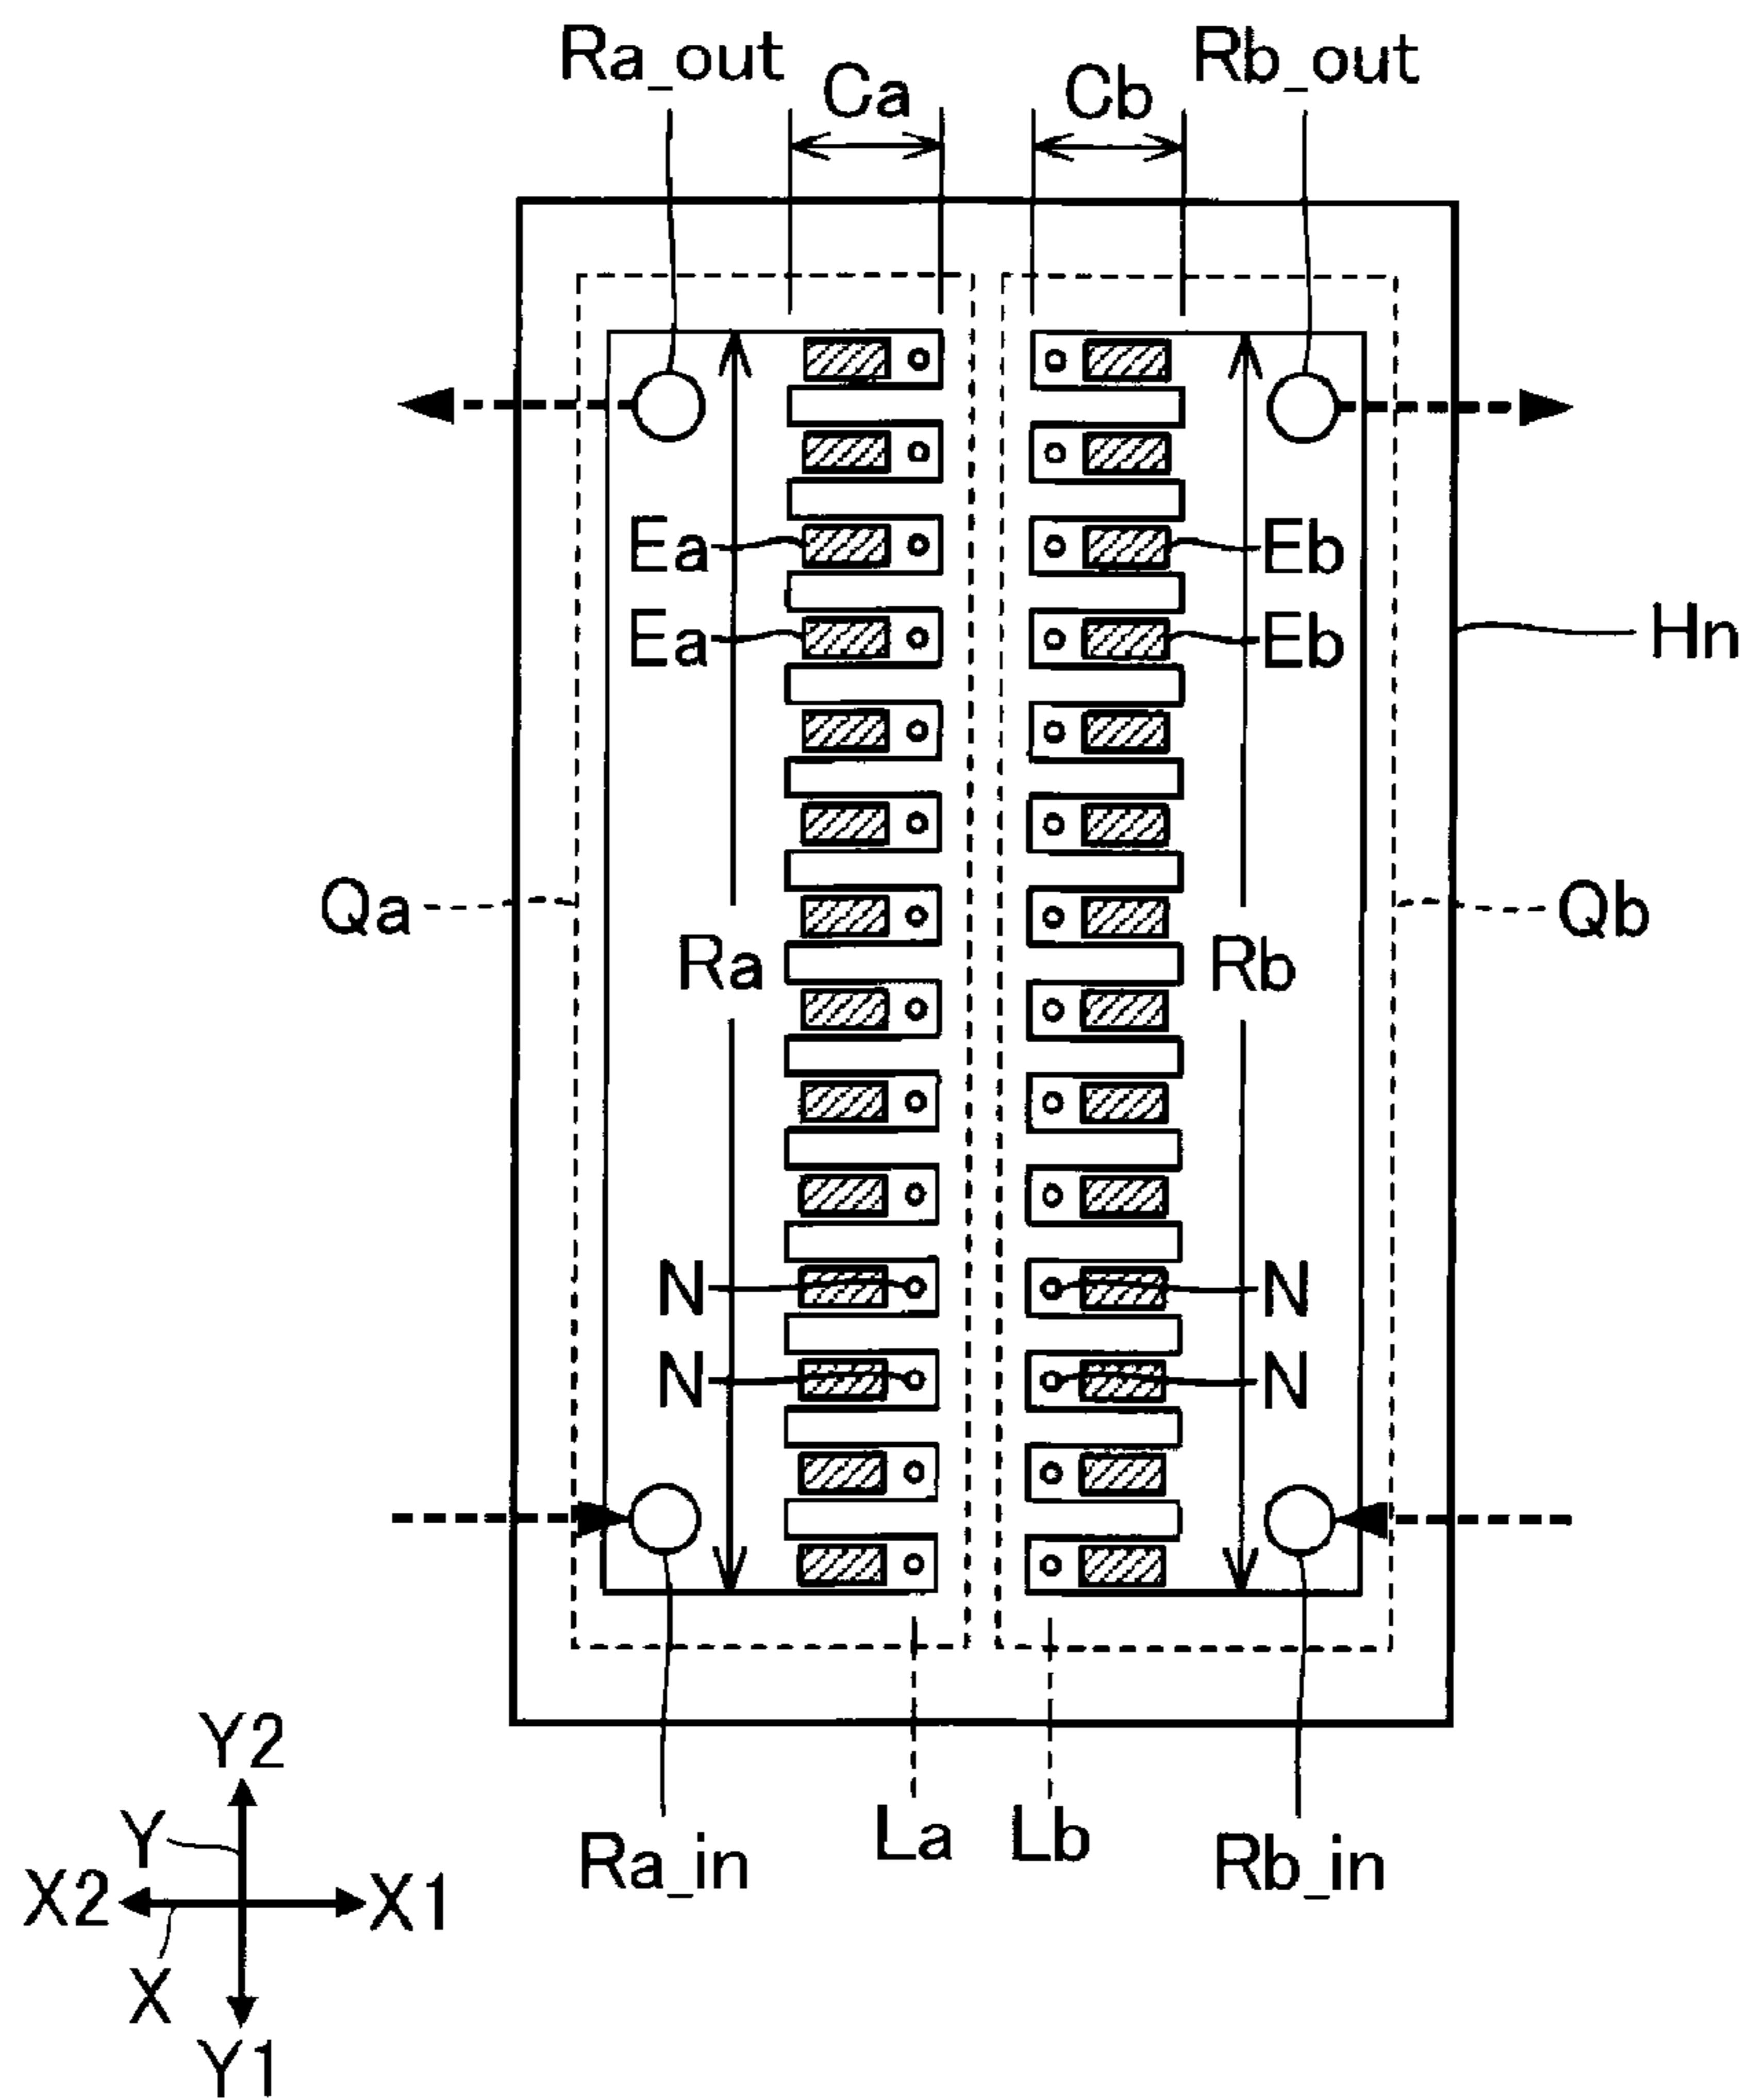 Ra_out Rb_out
Ca Cb
Ea Eb
Ea Eb
Hn
Qa Qb
Ra Rb
N N
N N
Y2
Y
X2 X1
X
Y1
Ra_in La Lb Rb_in